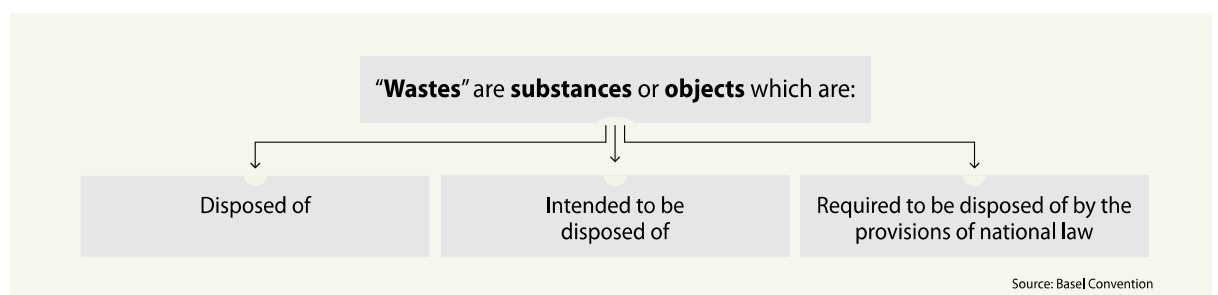 “Wastes” are substances or objects which are:
Disposed of
Intended to be
disposed of
Required to be disposed of by the
provisions of national law
Source: Basel Convention